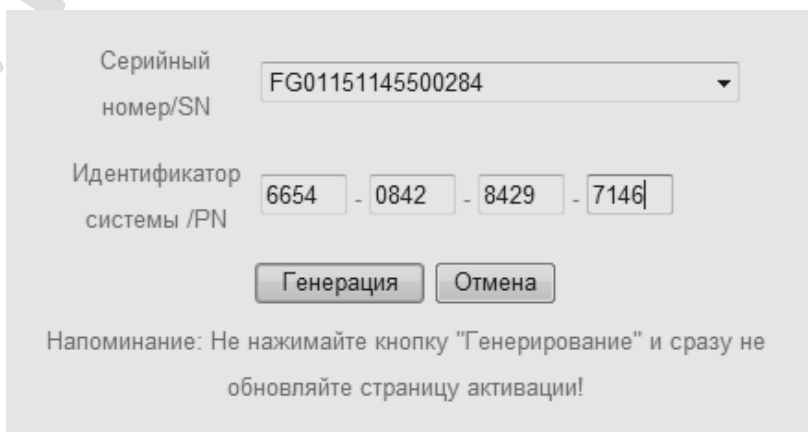 Серийный
номер/SN
FG01151145500284
Идентификатор
системы /PN
6654 - 0842 - 8429 - 7146
Генерация Отмена
Напоминание: Не нажимайте кнопку "Генерирование" и сразу не
обновляйте страницу активации!